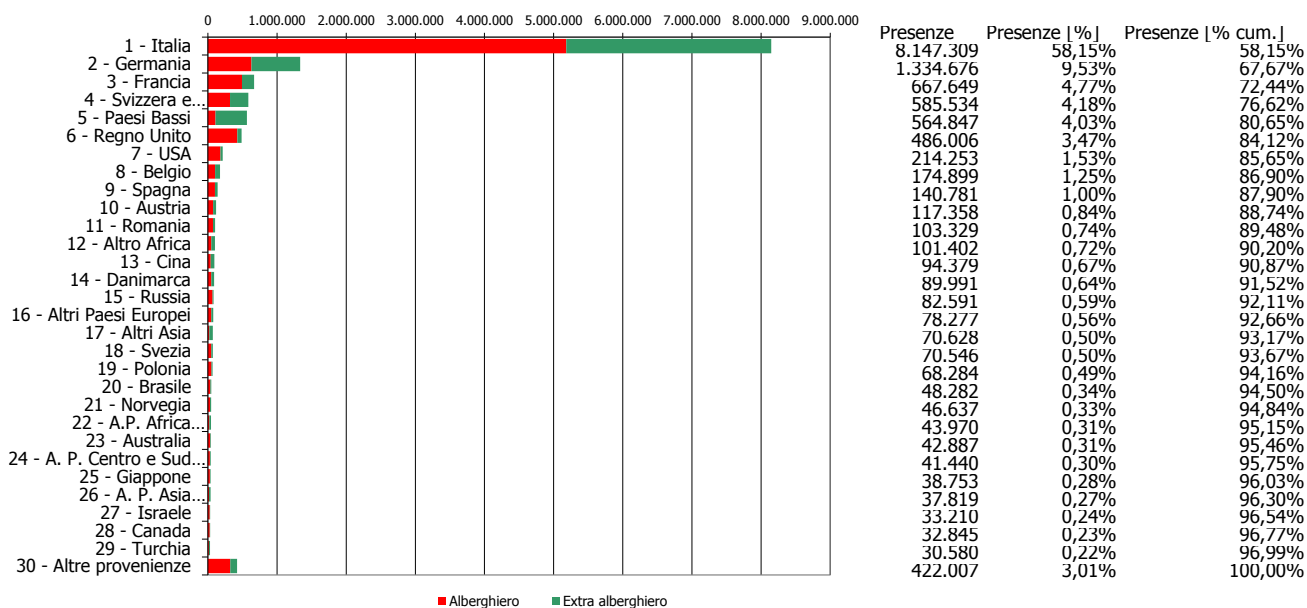 0 1.000.000 2.000.000 3.000.000 4.000.000 5.000.000 6.000.000 7.000.000 8.000.000 9.000.000
Presenze Presenze [%] Presenze [% cum.]
1 - Italia 8.147.309 58,15% 58,15%
2 - Germania 1.334.676 9,53% 67,67%
3 - Francia 667.649 4,77% 72,44%
4 - Svizzera e... 585.534 4,18% 76,62%
5 - Paesi Bassi 564.847 4,03% 80,65%
6 - Regno Unito 486.006 3,47% 84,12%
7 - USA 214.253 1,53% 85,65%
8 - Belgio 174.899 1,25% 86,90%
9 - Spagna 140.781 1,00% 87,90%
10 - Austria 117.358 0,84% 88,74%
11 - Romania 103.329 0,74% 89,48%
12 - Altro Africa 101.402 0,72% 90,20%
13 - Cina 94.379 0,67% 90,87%
14 - Danimarca 89.991 0,64% 91,52%
15 - Russia 82.591 0,59% 92,11%
16 - Altri Paesi Europei 78.277 0,56% 92,66%
17 - Altri Asia 70.628 0,50% 93,17%
18 - Svezia 70.546 0,50% 93,67%
19 - Polonia 68.284 0,49% 94,16%
20 - Brasile 48.282 0,34% 94,50%
21 - Norvegia 46.637 0,33% 94,84%
22 - A.P. Africa... 43.970 0,31% 95,15%
23 - Australia 42.887 0,31% 95,46%
24 - A. P. Centro e Sud... 41.440 0,30% 95,75%
25 - Giappone 38.753 0,28% 96,03%
26 - A. P. Asia... 37.819 0,27% 96,30%
27 - Israele 33.210 0,24% 96,54%
28 - Canada 32.845 0,23% 96,77%
29 - Turchia 30.580 0,22% 96,99%
30 - Altre provenienze 422.007 3,01% 100,00%
Alberghiero Extra alberghiero